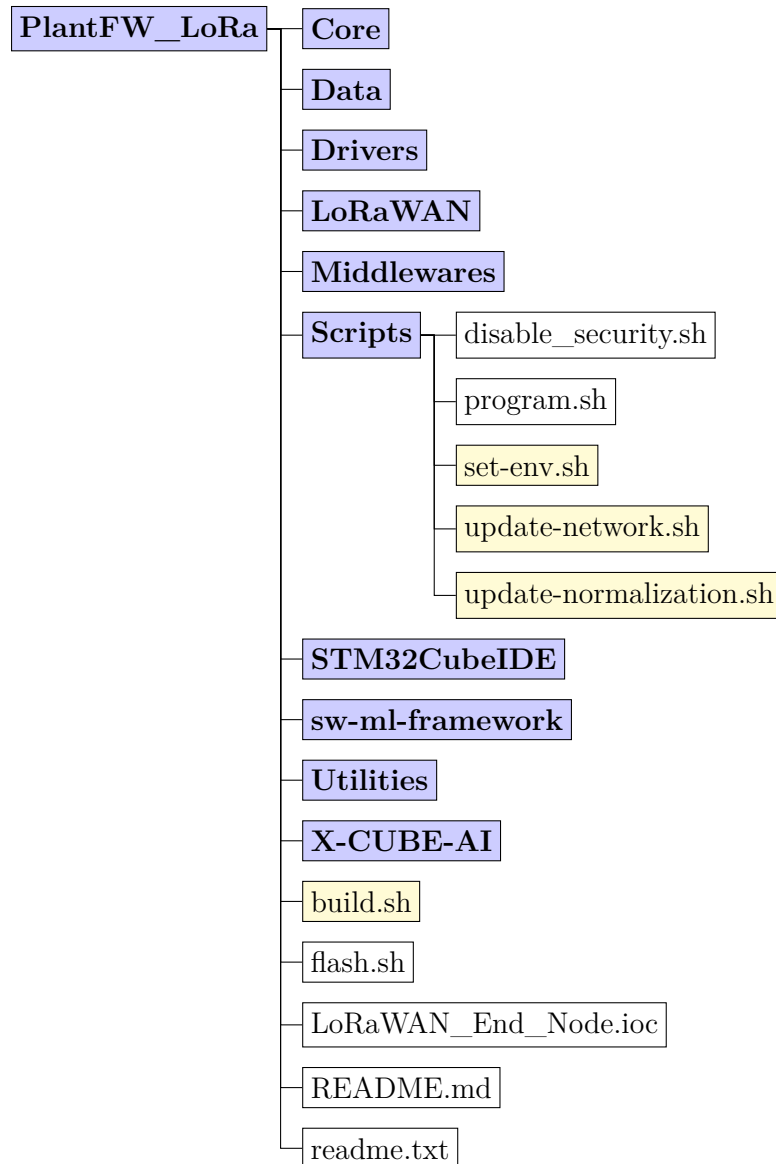 PlantFW_LoRa
Core
Data
Drivers
LoRaWAN
Middlewares
Scripts
disable_security.sh
program.sh
set-env.sh
update-network.sh
update-normalization.sh
STM32CubeIDE
sw-ml-framework
Utilities
X-CUBE-AI
build.sh
flash.sh
LoRaWAN_End_Node.ioc
README.md
readme.txt